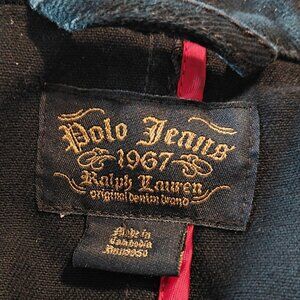 Polo Jeans
1967
Ralph Lauren
original denim brand
Made in
Cambodia